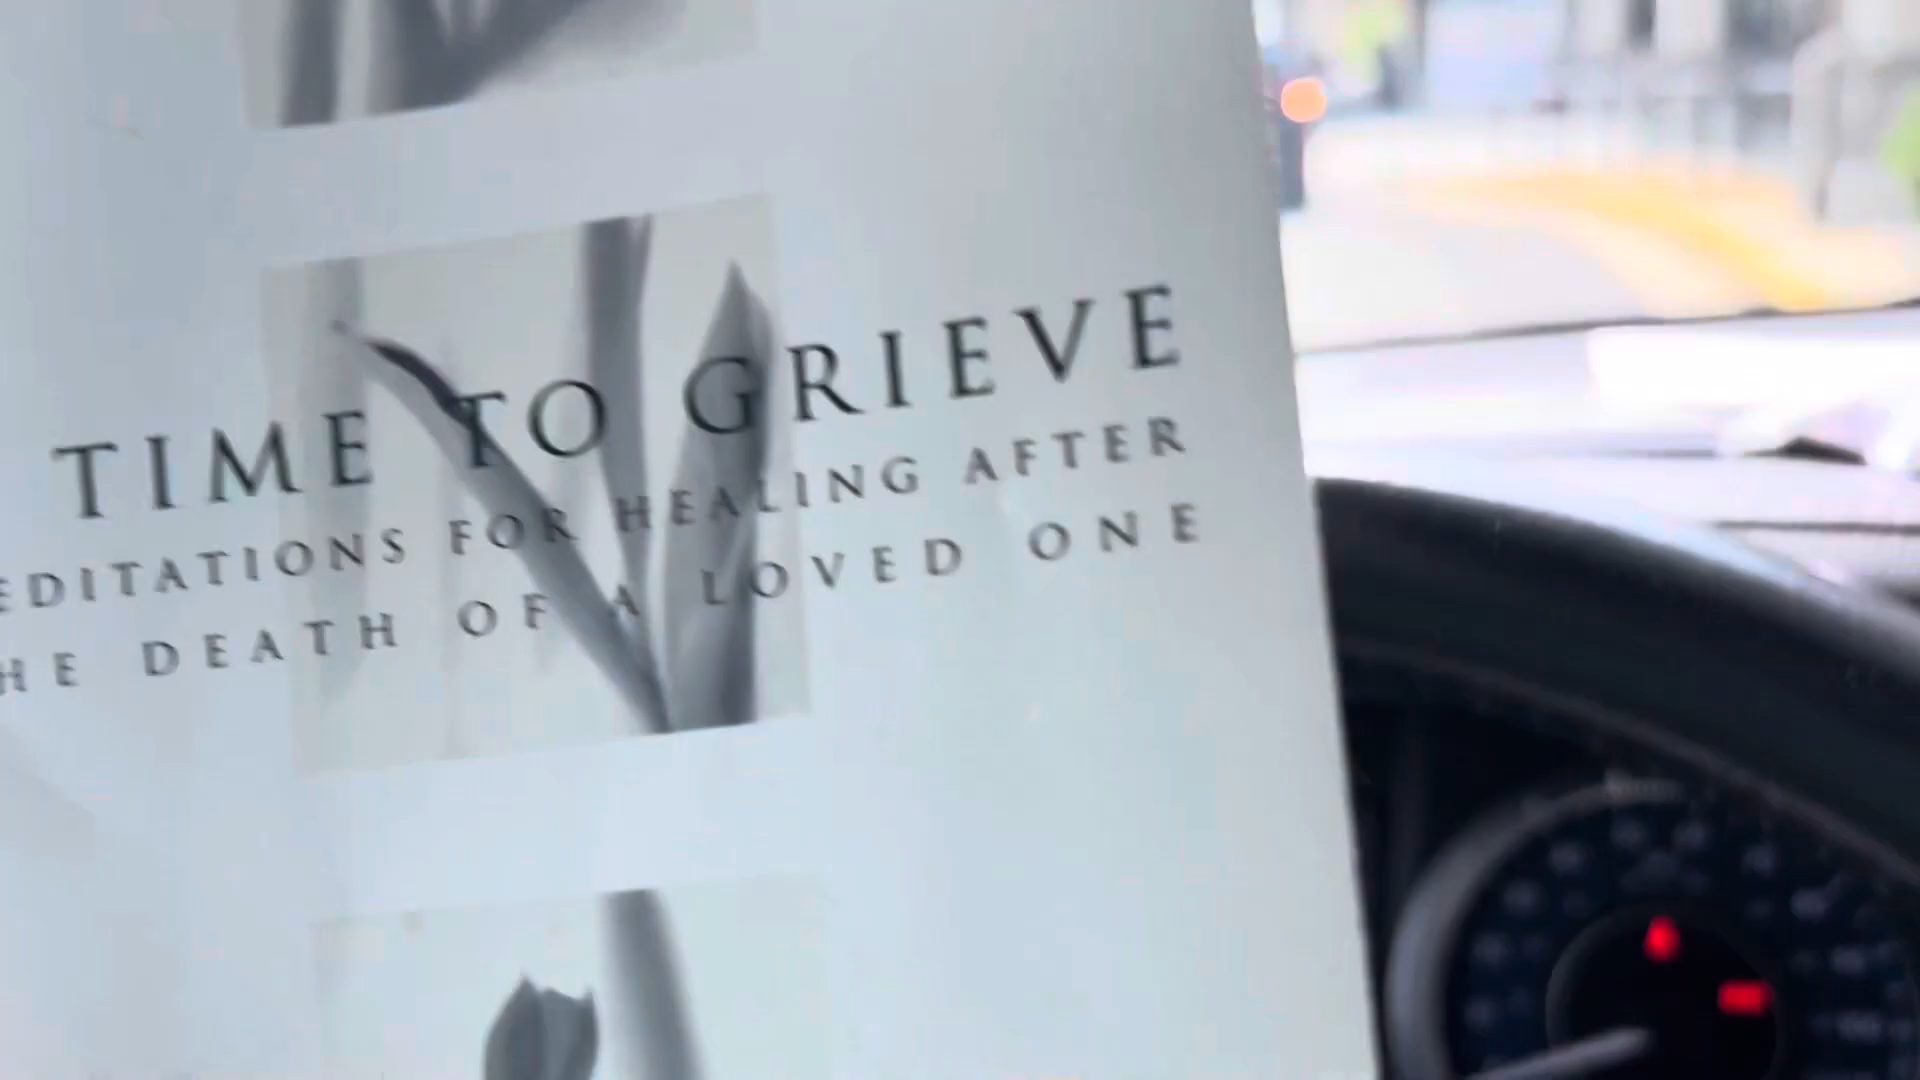 TIME TO GRIEVE
EDITATIONS FOR HEALING AFTER
HE DEATH OF A LOVED ONE